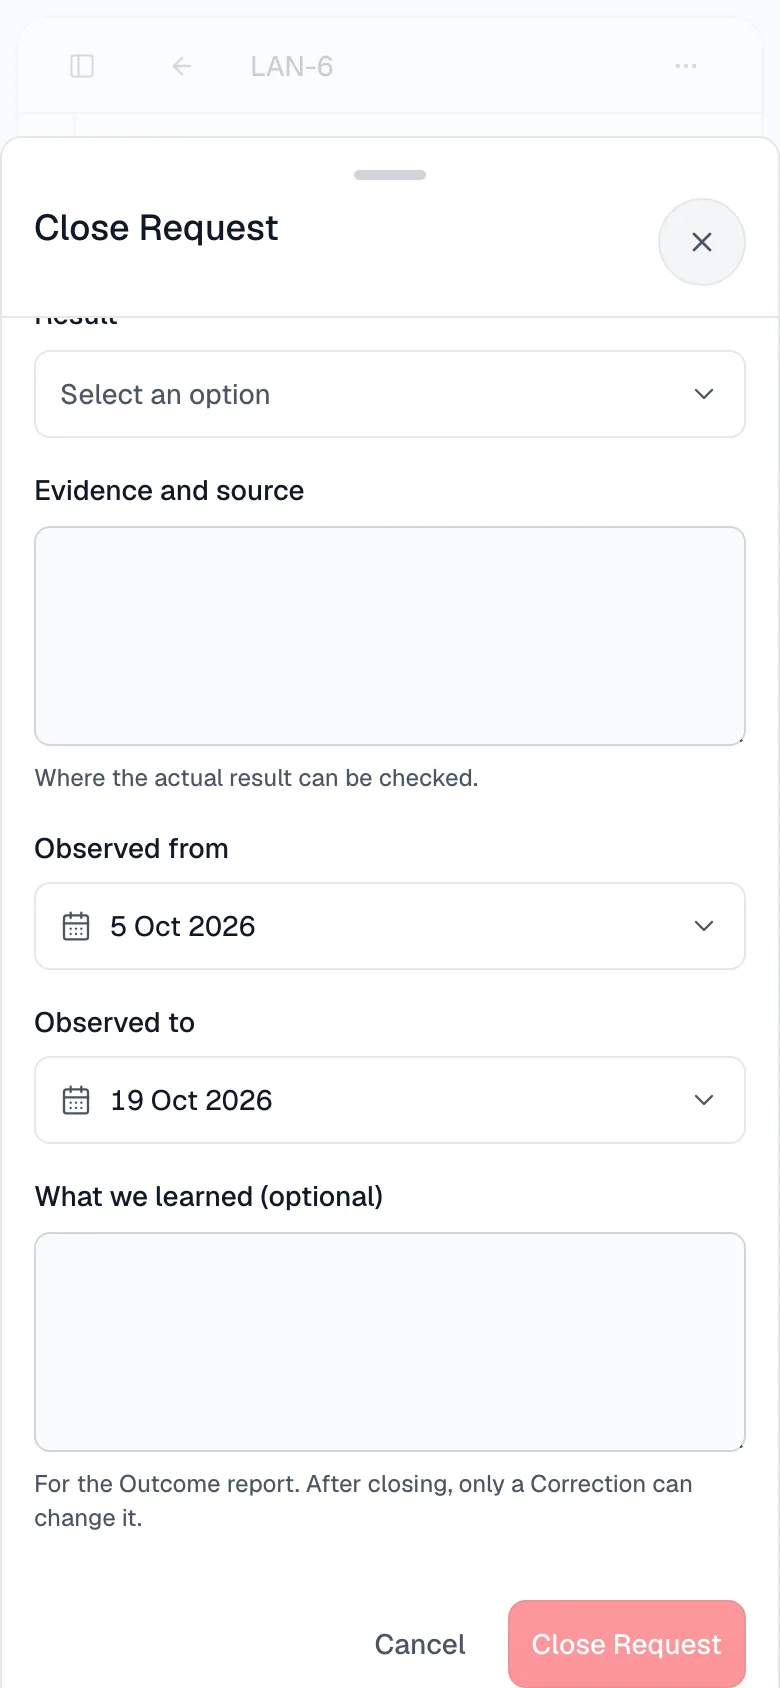 LAN-6
Close Request
Result
Select an option
Evidence and source
Where the actual result can be checked.
Observed from
5 Oct 2026
Observed to
19 Oct 2026
What we learned (optional)
For the Outcome report. After closing, only a Correction can
change it.
Cancel
Close Request